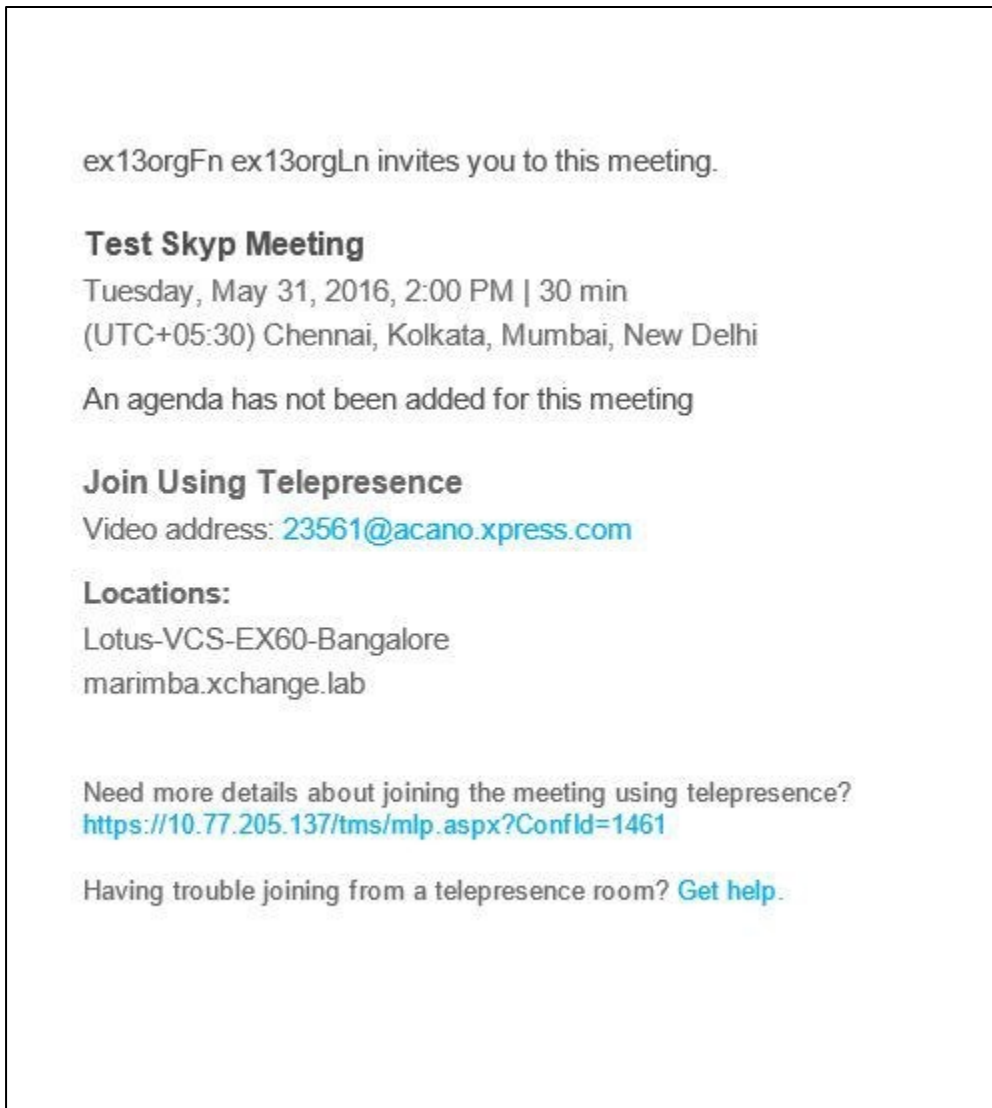 ex13orgFn ex13orgLn invites you to this meeting.
Test Skyp Meeting
Tuesday, May 31, 2016, 2:00 PM | 30 min
(UTC+05:30) Chennai, Kolkata, Mumbai, New Delhi
An agenda has not been added for this meeting
Join Using Telepresence
Video address: 23561@acano.xpress.com
Locations:
Lotus-VCS-EX60-Bangalore
marimba.xchange.lab
Need more details about joining the meeting using telepresence?
https://10.77.205.137/tms/mlp.aspx?ConfId=1461
Having trouble joining from a telepresence room? Get help.